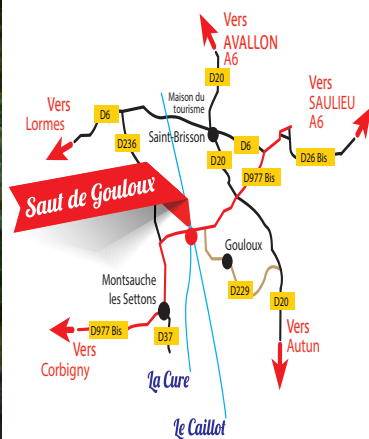 Vers
AVALLON
A6
D20
Maison du
tourisme
Vers
SAULIEU
A6
Vers
Lormes
D6
D236
Saint-Brisson
D6
D20
D26 Bis
D977 Bis
Saut de Gouloux
Gouloux
Montsauche
les Settons
D229
D20
D977 Bis
D37
Vers
Corbigny
Vers
Autun
La Cure
Le Caillot